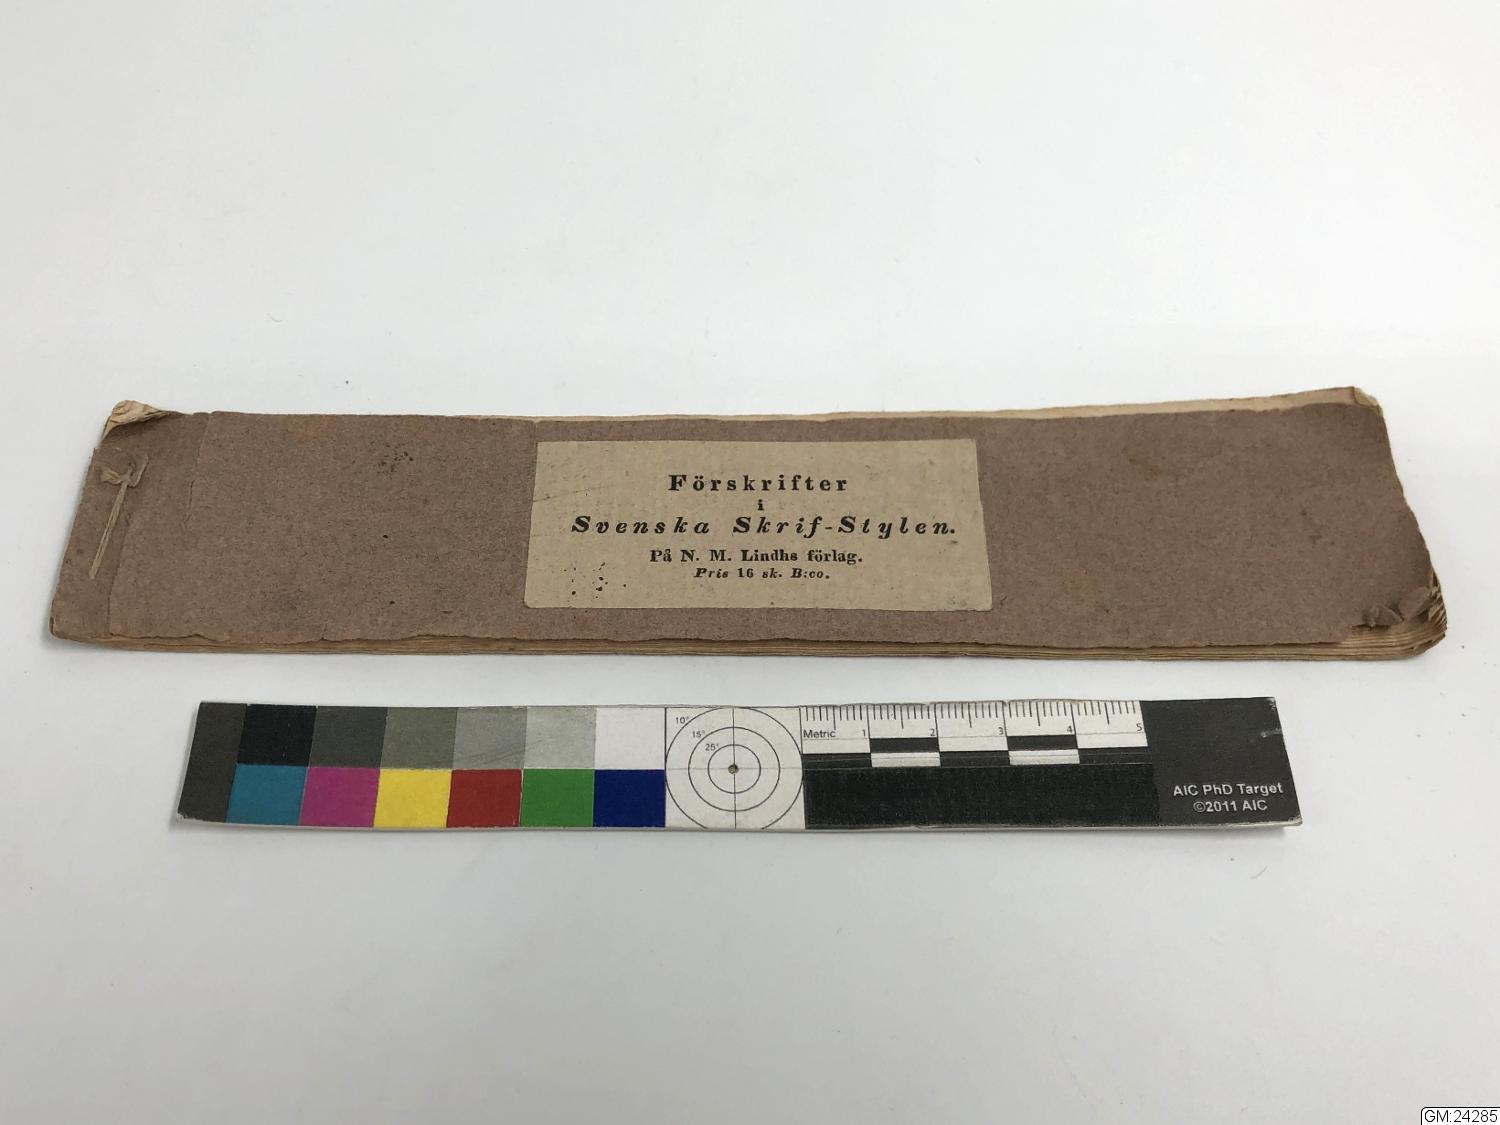 Förskrifter
i
Svenska Skrif-Stylen.
På N. M. Lindhs förlag.
Pris 16 sk. B:co.
10°
15°
25°
Metric 1 2 3 4 5
AIC PhD Target
©2011 AIC
GM:24285